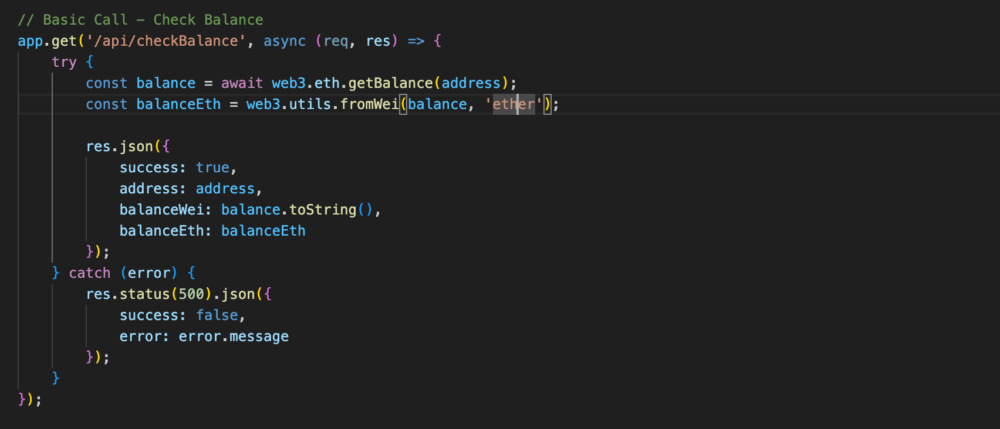 // Basic Call - Check Balance
app.get('/api/checkBalance', async (req, res) => {
    try {
        const balance = await web3.eth.getBalance(address);
        const balanceEth = web3.utils.fromWei(balance, 'ether');

        res.json({
            success: true,
            address: address,
            balanceWei: balance.toString(),
            balanceEth: balanceEth
        });
    } catch (error) {
        res.status(500).json({
            success: false,
            error: error.message
        });
    }
});